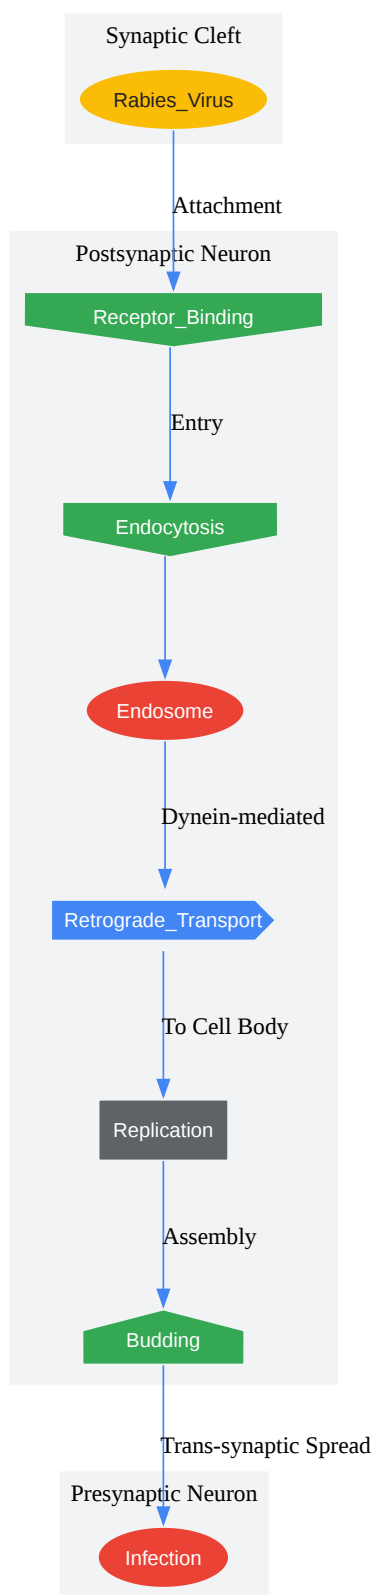 Synaptic Cleft
Rabies_Virus
Attachment
Postsynaptic Neuron
Receptor_Binding
Entry
Endocytosis
Endosome
Dynein-mediated
Retrograde_Transport
To Cell Body
Replication
Assembly
Budding
Trans-synaptic Spread
Presynaptic Neuron
Infection